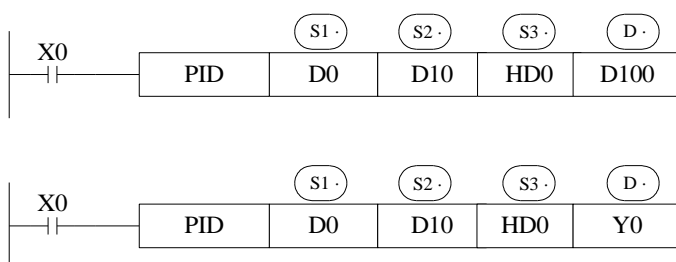 S1 · S2 · S3 · D ·
X0
PID D0 D10 HD0 D100
S1 · S2 · S3 · D ·
X0
PID D0 D10 HD0 Y0